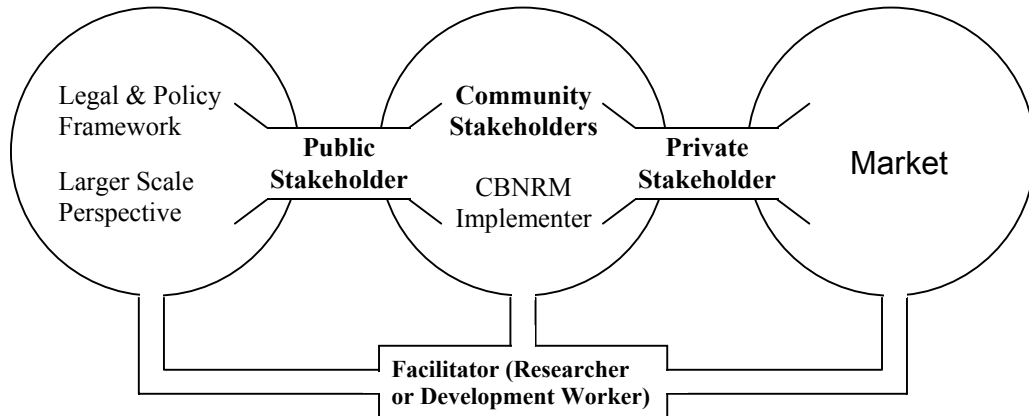 Legal & Policy
Framework
Larger Scale
Perspective
Public
Stakeholder
Community
Stakeholders
CBNRM
Implementer
Private
Stakeholder
Market
Facilitator (Researcher
or Development Worker)